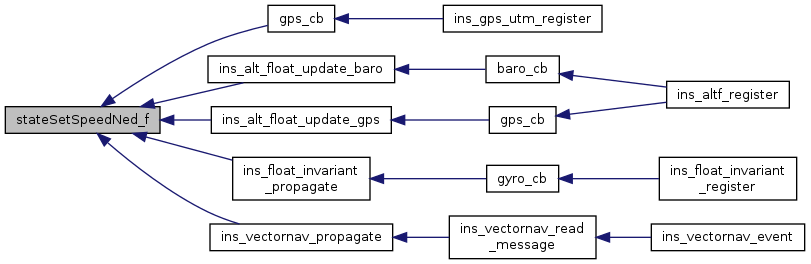 gps_cb
ins_gps_utm_register
ins_alt_float_update_baro
baro_cb
ins_altf_register
stateSetSpeedNed_f
ins_alt_float_update_gps
gps_cb
ins_float_invariant
_propagate
gyro_cb
ins_float_invariant
_register
ins_vectornav_propagate
ins_vectornav_read
_message
ins_vectornav_event